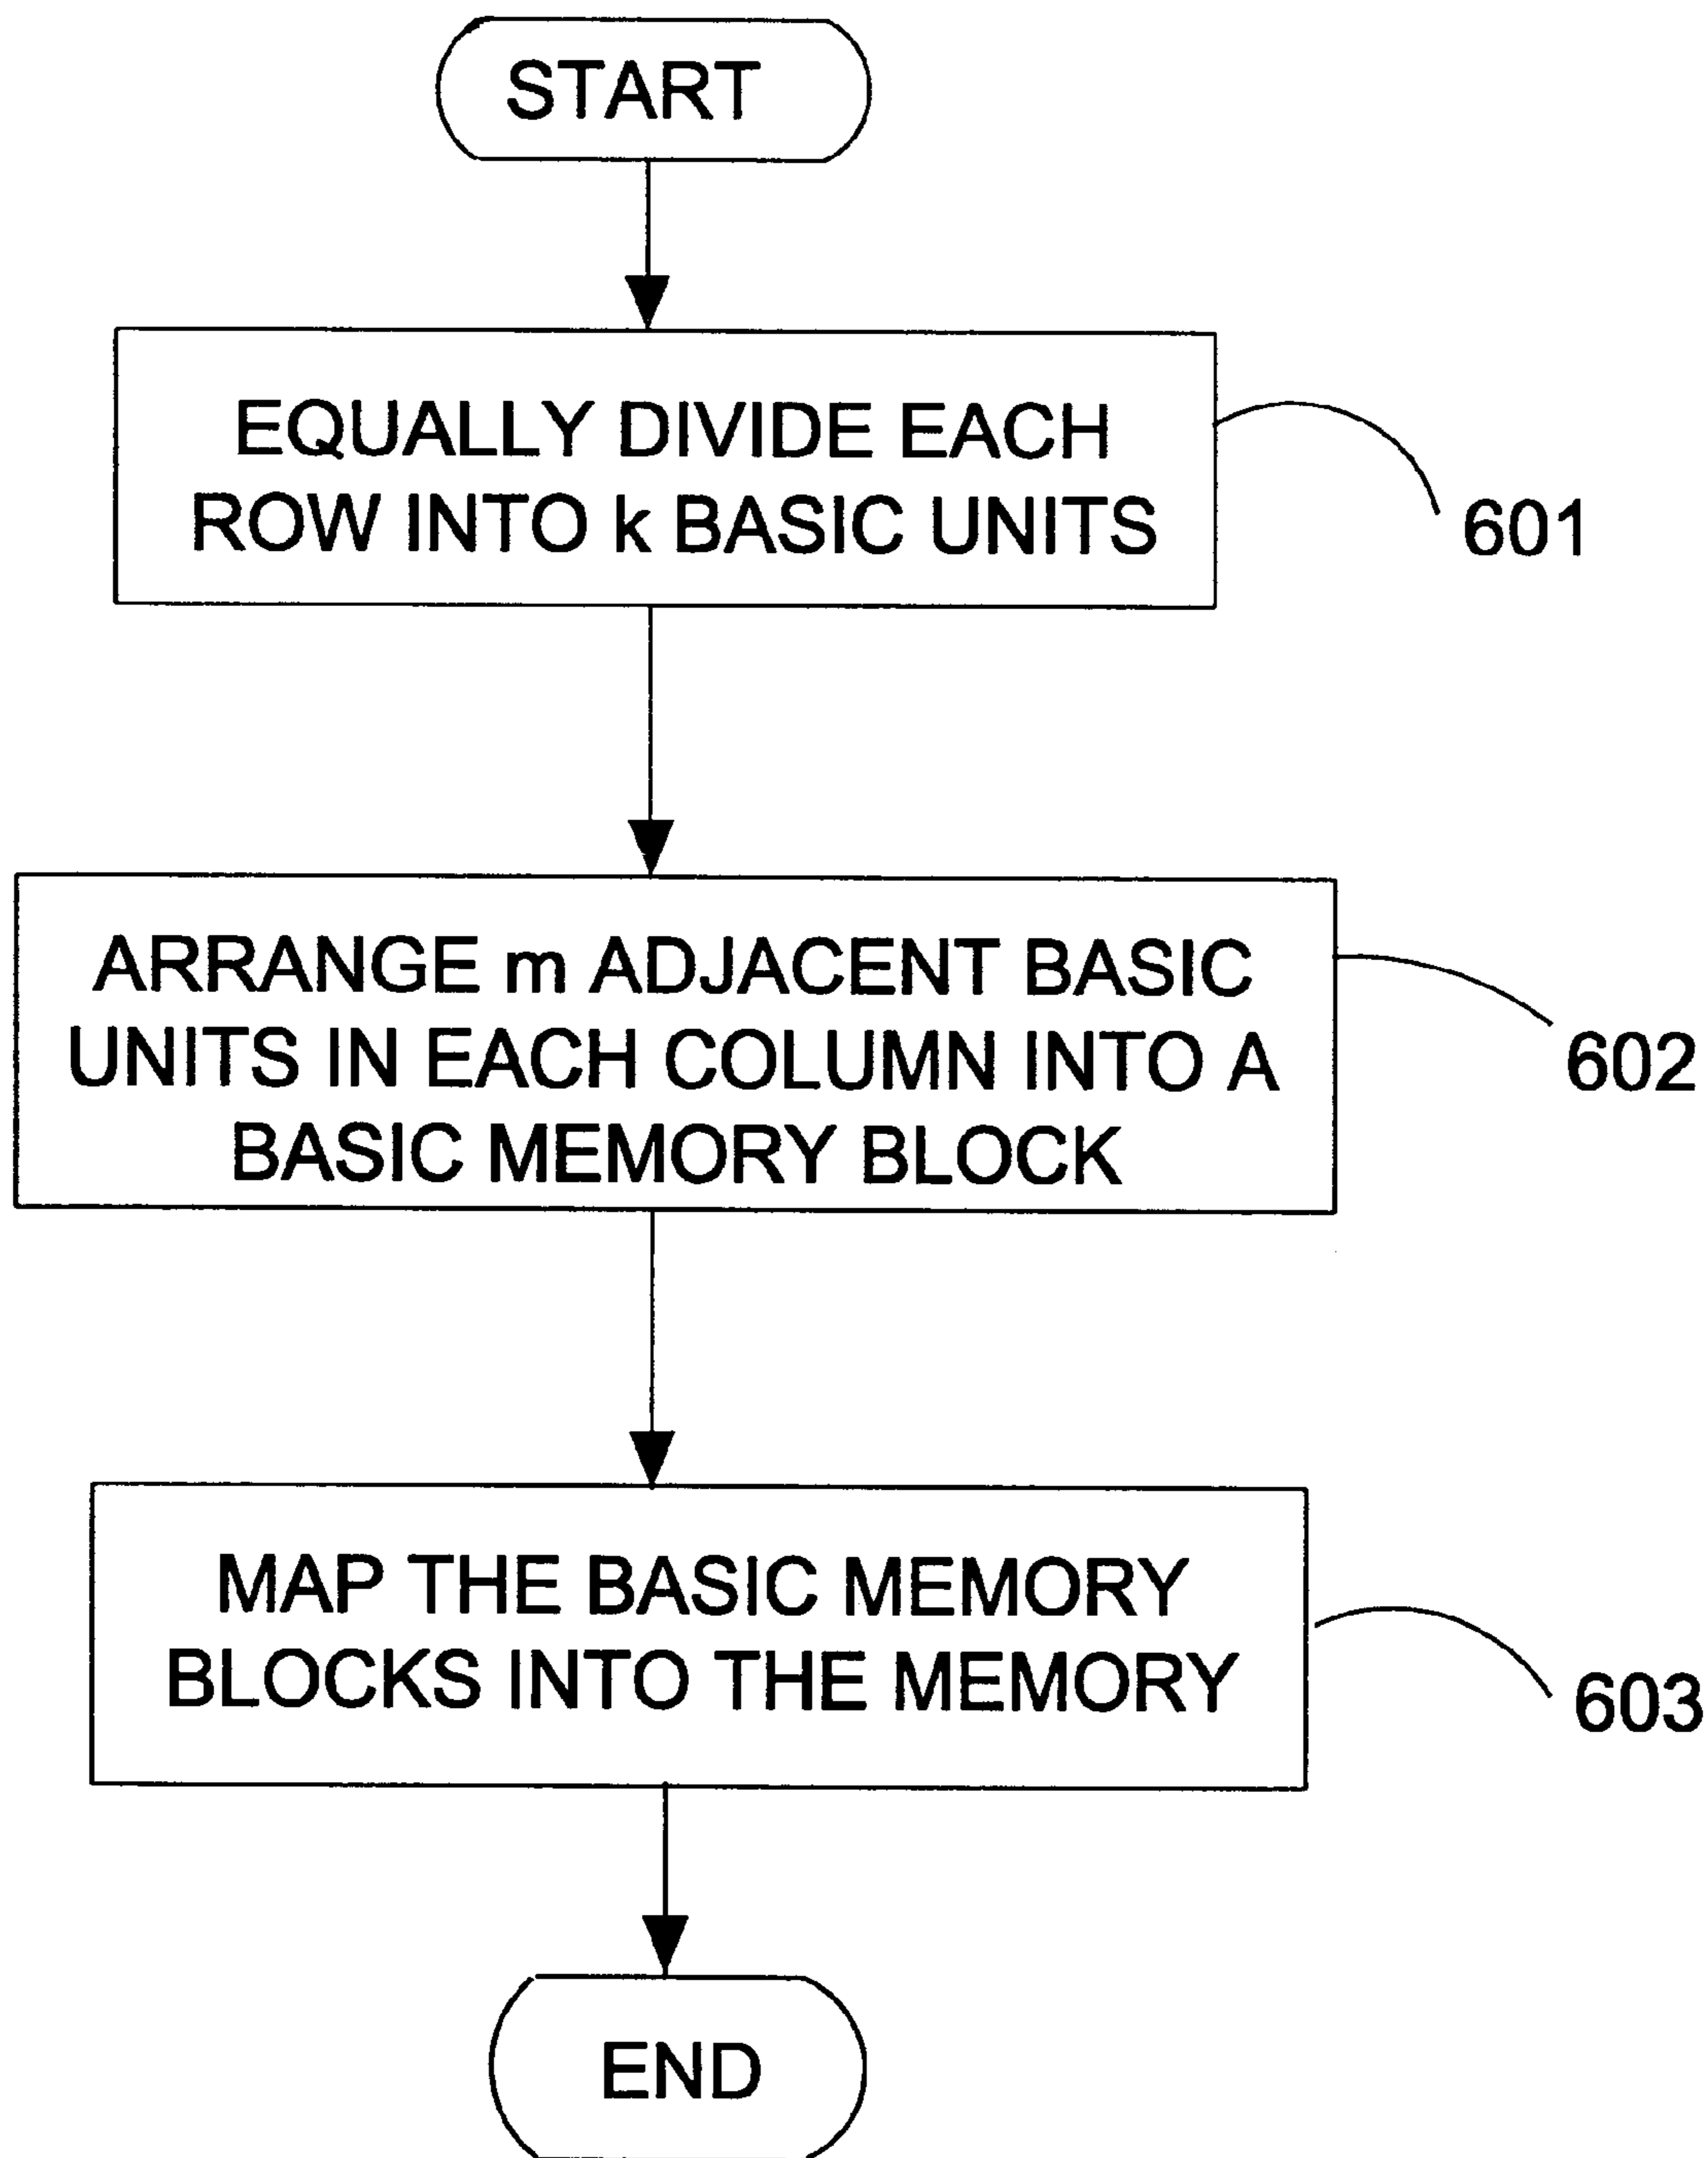 START
EQUALLY DIVIDE EACH
ROW INTO k BASIC UNITS
601
ARRANGE m ADJACENT BASIC
UNITS IN EACH COLUMN INTO A
BASIC MEMORY BLOCK
602
MAP THE BASIC MEMORY
BLOCKS INTO THE MEMORY
603
END